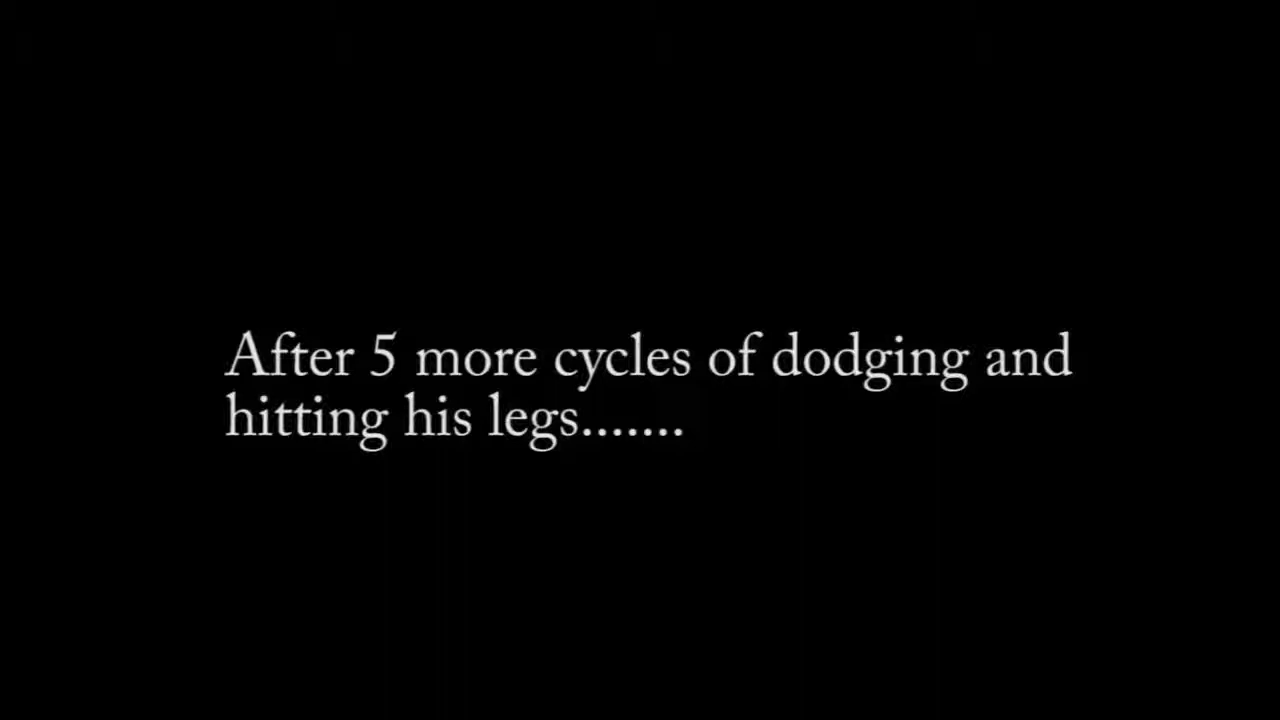 After 5 more cycles of dodging and
hitting his legs.......